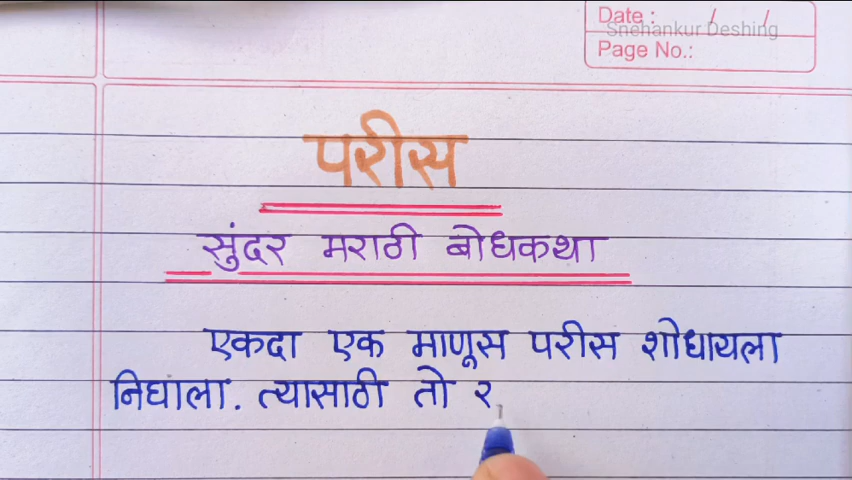 Date : / /
Snehankur Deshing
Page No.:
परीस
सुंदर मराठी बोधकथा
एकदा एक माणूस परीस शोधायला
निघाला. त्यासाठी तो र